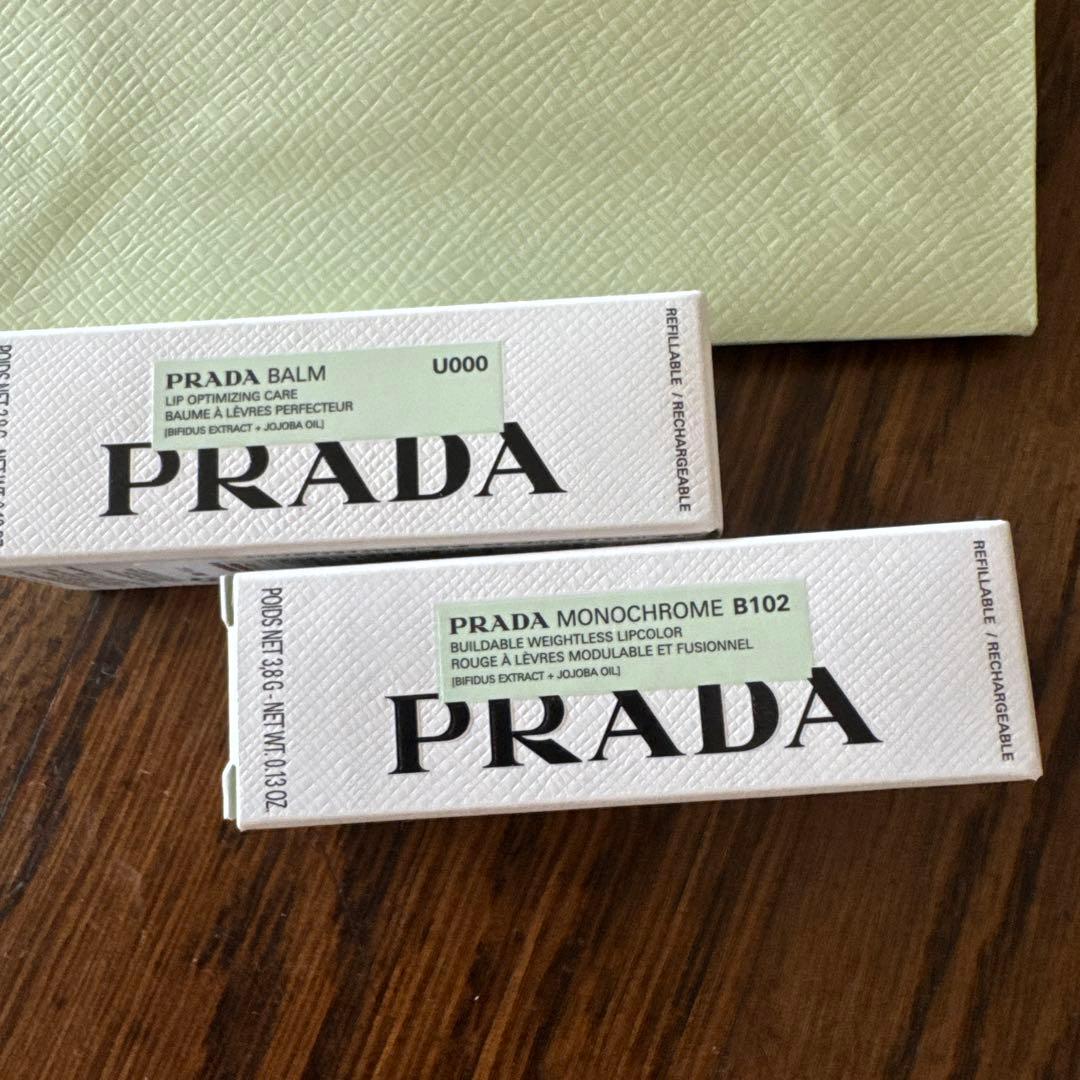 PRADA BALM U000
LIP OPTIMIZING CARE
BAUME À LÈVRES PERFECTEUR
[BIFIDUS EXTRACT + JOJOBA OIL]
PRADA
REFILLABLE / RECHARGEABLE
POIDS NET 3,8 G - NET WT. 0.13 OZ.
PRADA MONOCHROME B102
BUILDABLE WEIGHTLESS LIPCOLOR
ROUGE À LÈVRES MODULABLE ET FUSIONNEL
[BIFIDUS EXTRACT + JOJOBA OIL]
PRADA
REFILLABLE / RECHARGEABLE